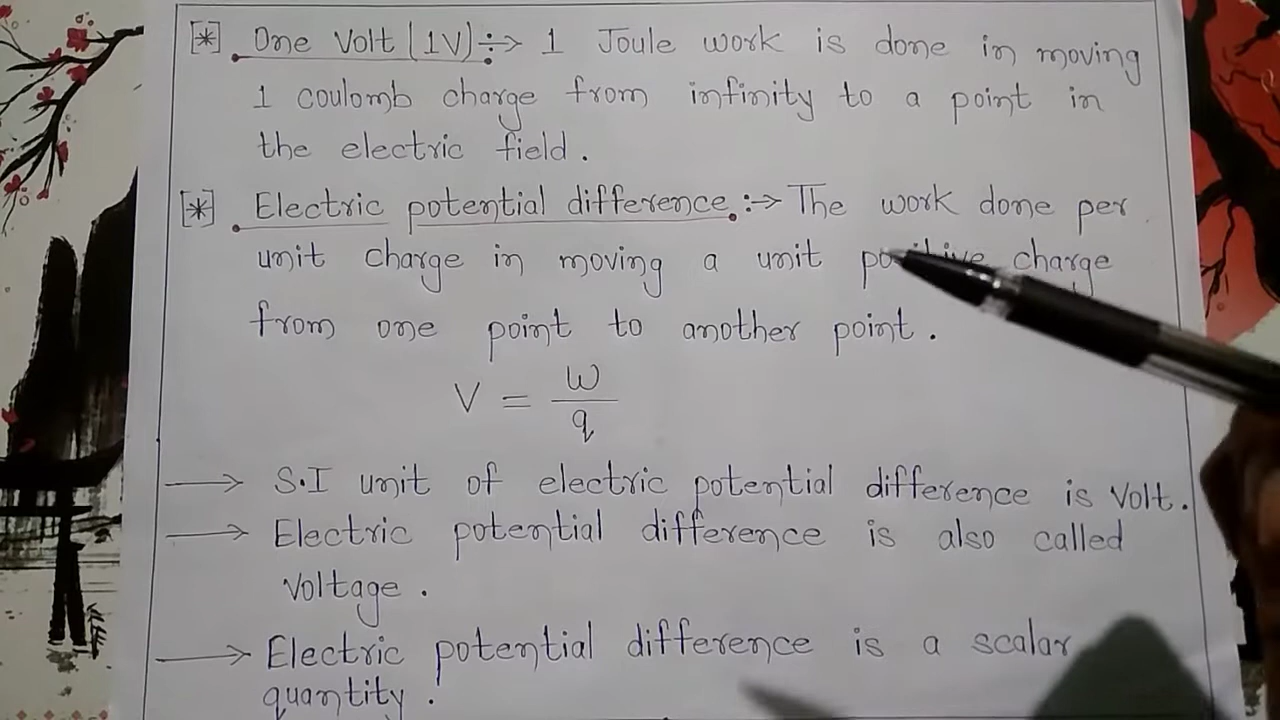 [*] One Volt (1V) ÷> 1 Joule work is done in moving
1 coulomb charge from infinity to a point in
the electric field.
[*] Electric potential difference :-> The work done per
unit charge in moving a unit positive charge
from one point to another point.
V = W/q
→ S.I unit of electric potential difference is Volt.
→ Electric potential difference is also called
Voltage.
→ Electric potential difference is a scalar
quantity.